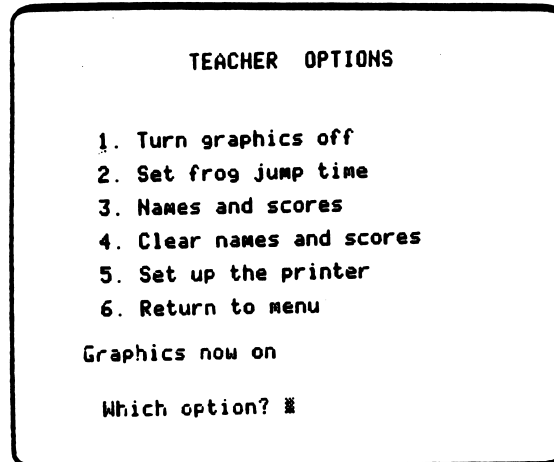 TEACHER OPTIONS
1. Turn graphics off
2. Set frog jump time
3. Names and scores
4. Clear names and scores
5. Set up the printer
6. Return to menu
Graphics now on
Which option?